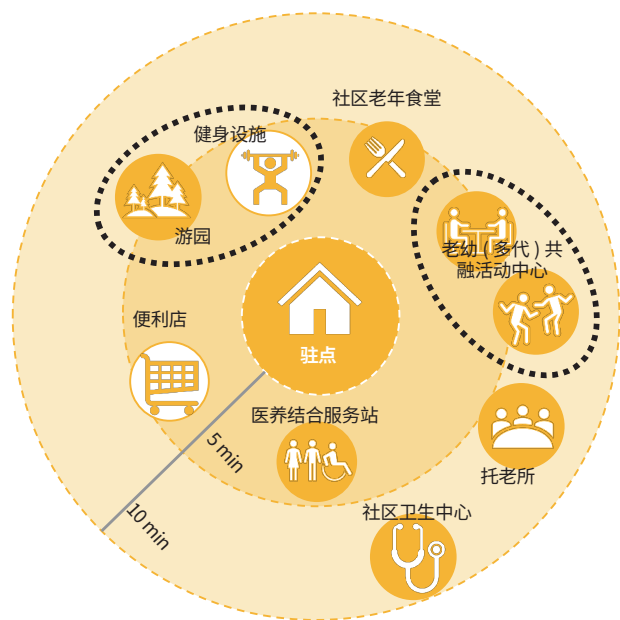 社区老年食堂
健身设施
游园
老幼 ( 多代 ) 共
融活动中心
便利店
驻点
医养结合服务站
5 min
托老所
10 min
社区卫生中心